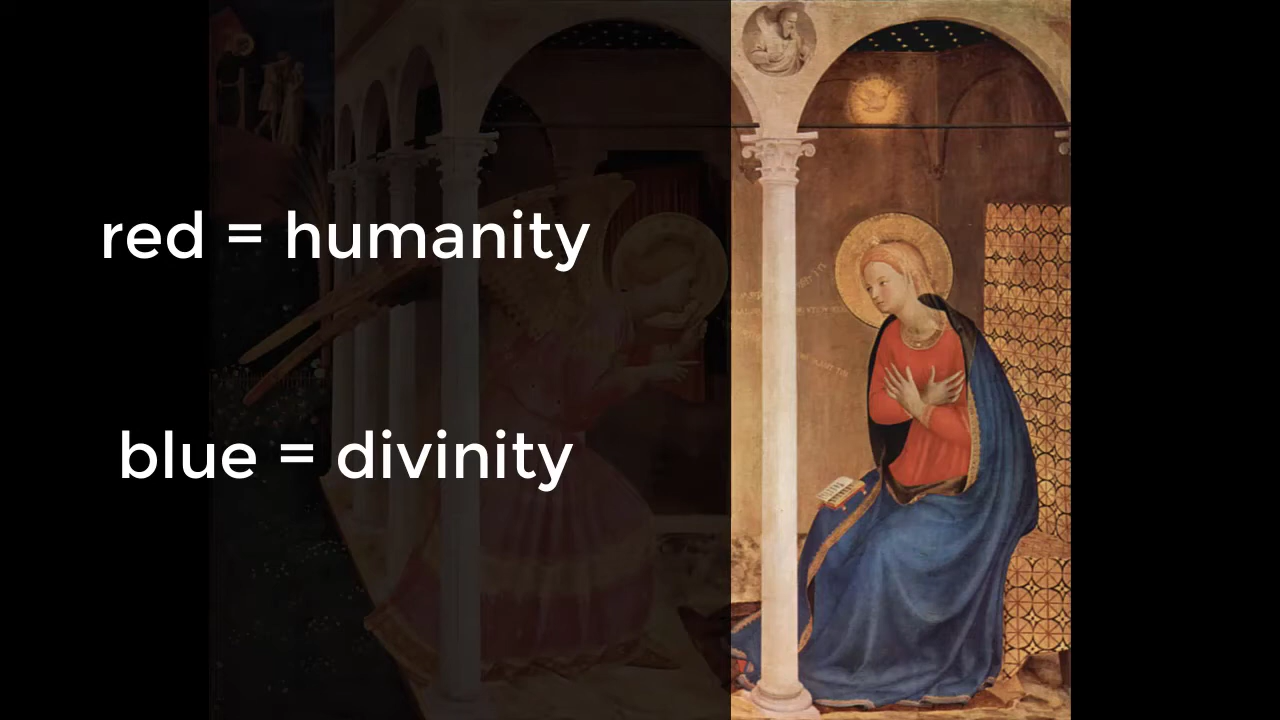 red = humanity
blue = divinity